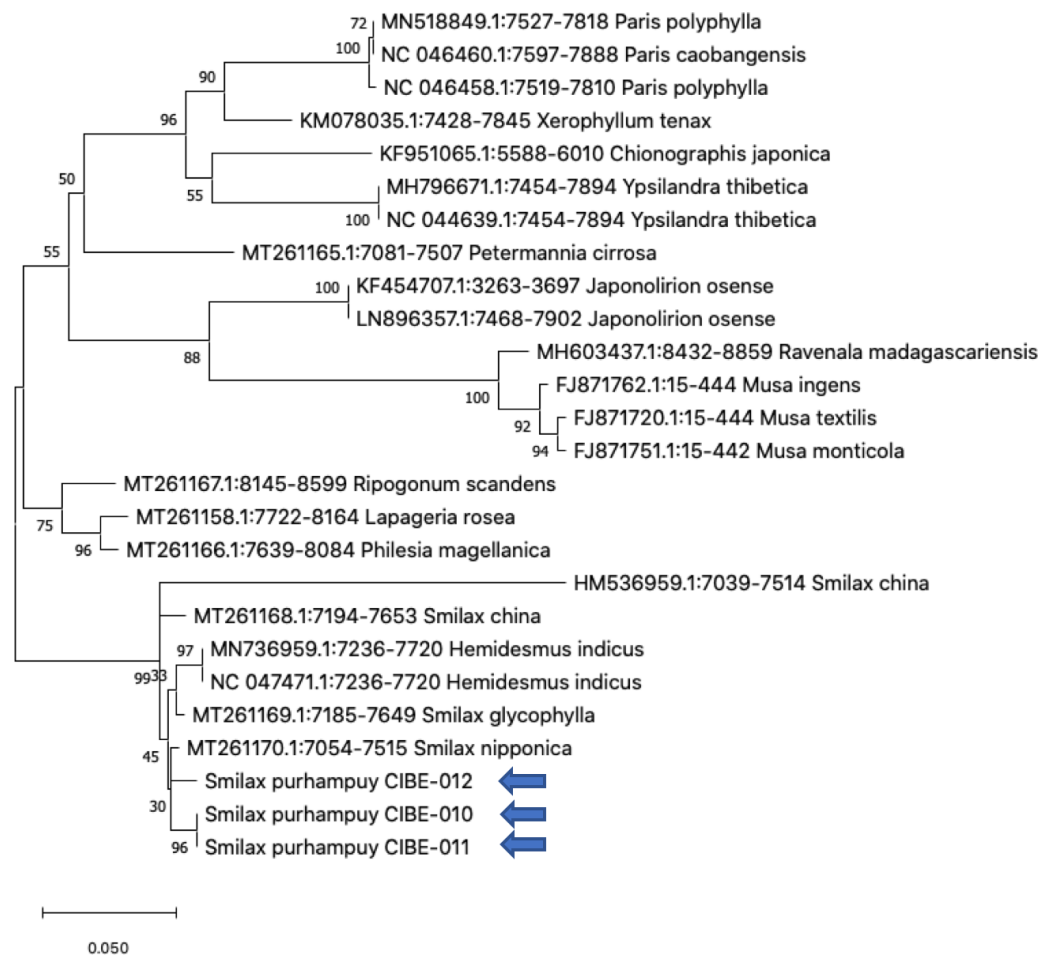 72
MN518849.1:7527-7818 Paris polyphylla
100
NC 046460.1:7597-7888 Paris caobangensis
90
NC 046458.1:7519-7810 Paris polyphylla
96
KM078035.1:7428-7845 Xerophyllum tenax
KF951065.1:5588-6010 Chionographis japonica
50
55
MH796671.1:7454-7894 Ypsilandra thibetica
100
NC 044639.1:7454-7894 Ypsilandra thibetica
55
MT261165.1:7081-7507 Petermannia cirrosa
100
KF454707.1:3263-3697 Japonolirion osense
LN896357.1:7468-7902 Japonolirion osense
88
MH603437.1:8432-8859 Ravenala madagascariensis
100
FJ871762.1:15-444 Musa ingens
92
FJ871720.1:15-444 Musa textilis
94
FJ871751.1:15-442 Musa monticola
MT261167.1:8145-8599 Ripogonum scandens
75
MT261158.1:7722-8164 Lapageria rosea
96
MT261166.1:7639-8084 Philesia magellanica
HM536959.1:7039-7514 Smilax china
MT261168.1:7194-7653 Smilax china
97
MN736959.1:7236-7720 Hemidesmus indicus
99
33
NC 047471.1:7236-7720 Hemidesmus indicus
MT261169.1:7185-7649 Smilax glycophylla
45
MT261170.1:7054-7515 Smilax nipponica
Smilax purhampuy CIBE-012
30
Smilax purhampuy CIBE-010
96
Smilax purhampuy CIBE-011
0.050